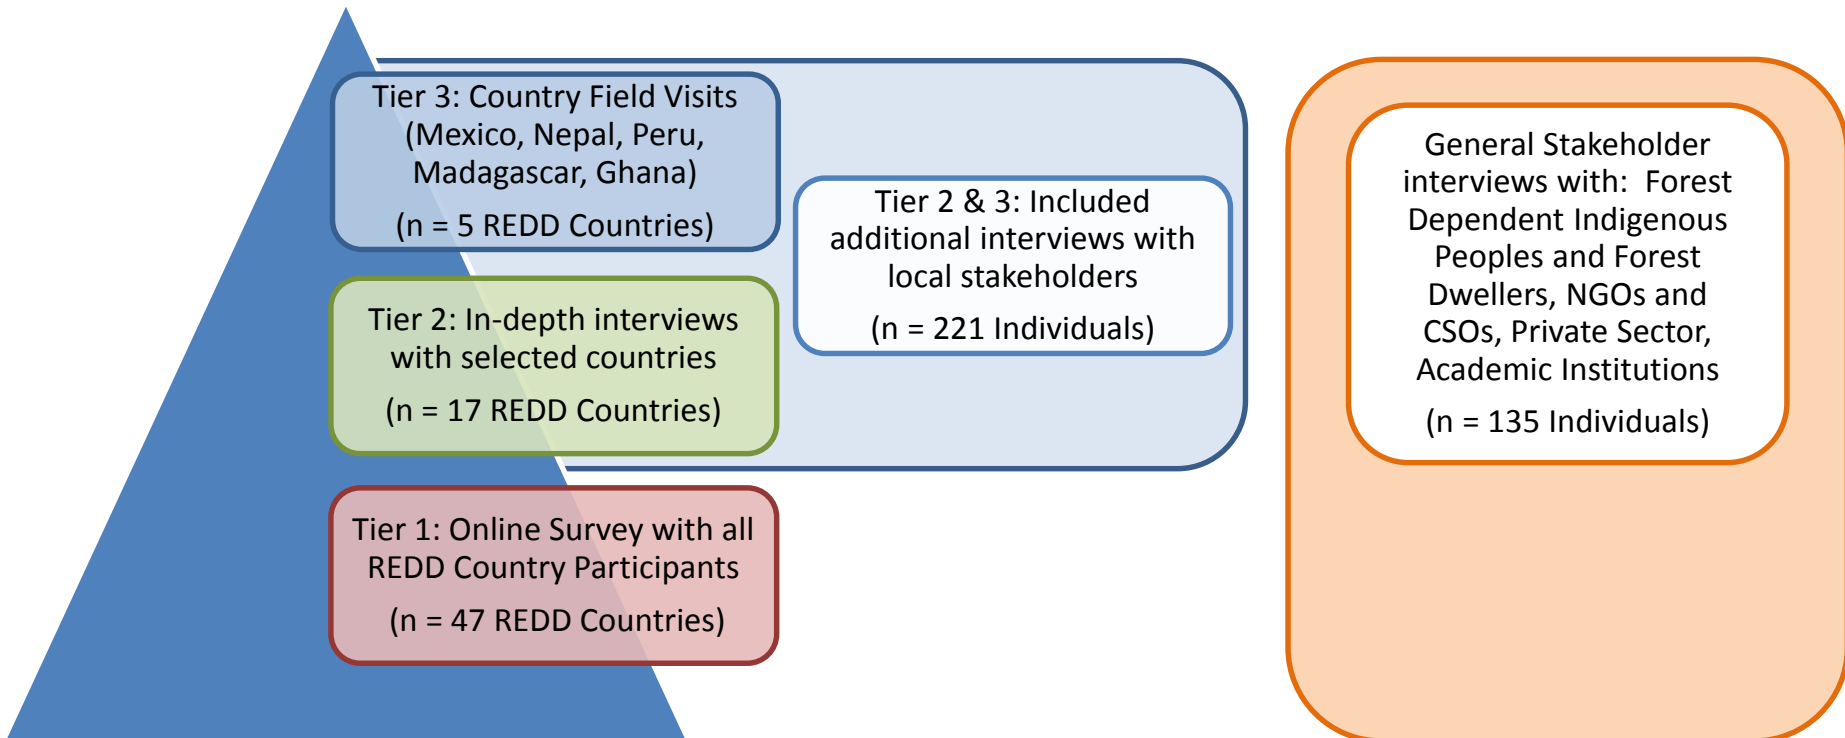 Tier 3: Country Field Visits
(Mexico, Nepal, Peru,
Madagascar, Ghana)
(n = 5 REDD Countries)
Tier 2: In-depth interviews
with selected countries
(n = 17 REDD Countries)
Tier 1: Online Survey with all
REDD Country Participants
(n = 47 REDD Countries)
Tier 2 & 3: Included
additional interviews with
local stakeholders
(n = 221 Individuals)
General Stakeholder
interviews with:  Forest
Dependent Indigenous
Peoples and Forest
Dwellers, NGOs and
CSOs, Private Sector,
Academic Institutions
(n = 135 Individuals)